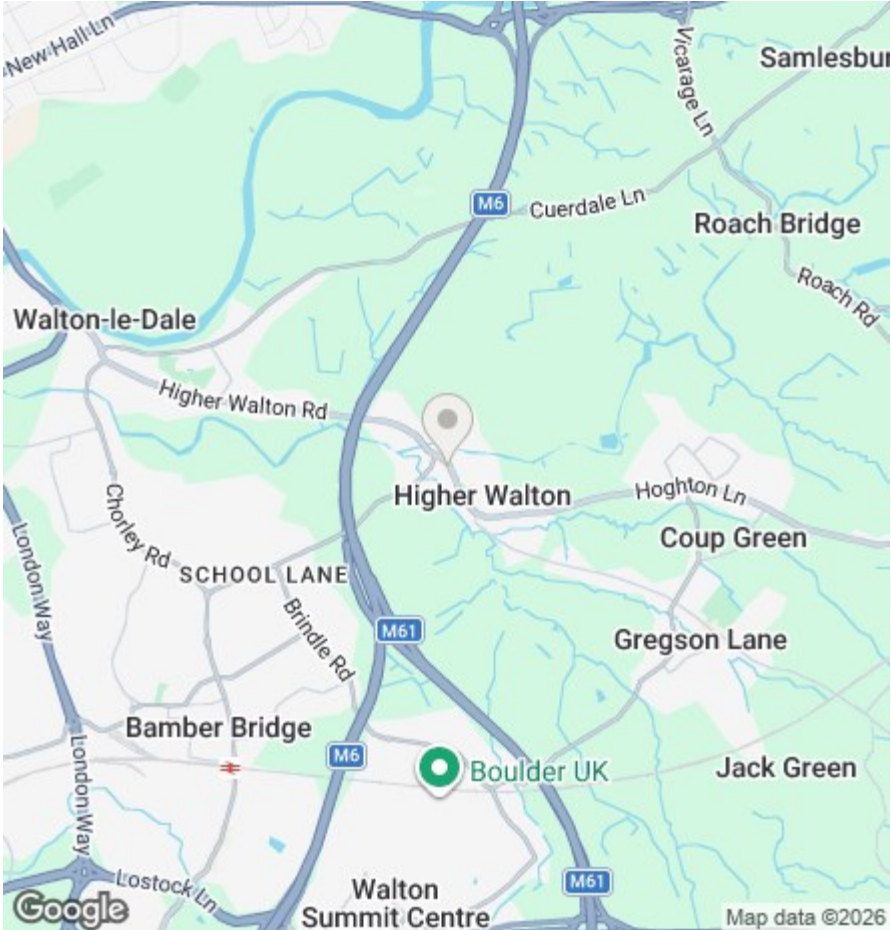 New Hall Ln
Vicarage Ln
Samlesbur
M6
Cuerdale Ln
Roach Bridge
Roach Rd
Walton-le-Dale
Higher Walton Rd
Higher Walton
Hoghton Ln
Chorley Rd
London Way
Coup Green
SCHOOL LANE
Brindle Rd
M61
Gregson Lane
Bamber Bridge
London Way
M6
Boulder UK
Jack Green
Lostock Ln
Walton
Summit Centre
M61
Google
Map data ©2026